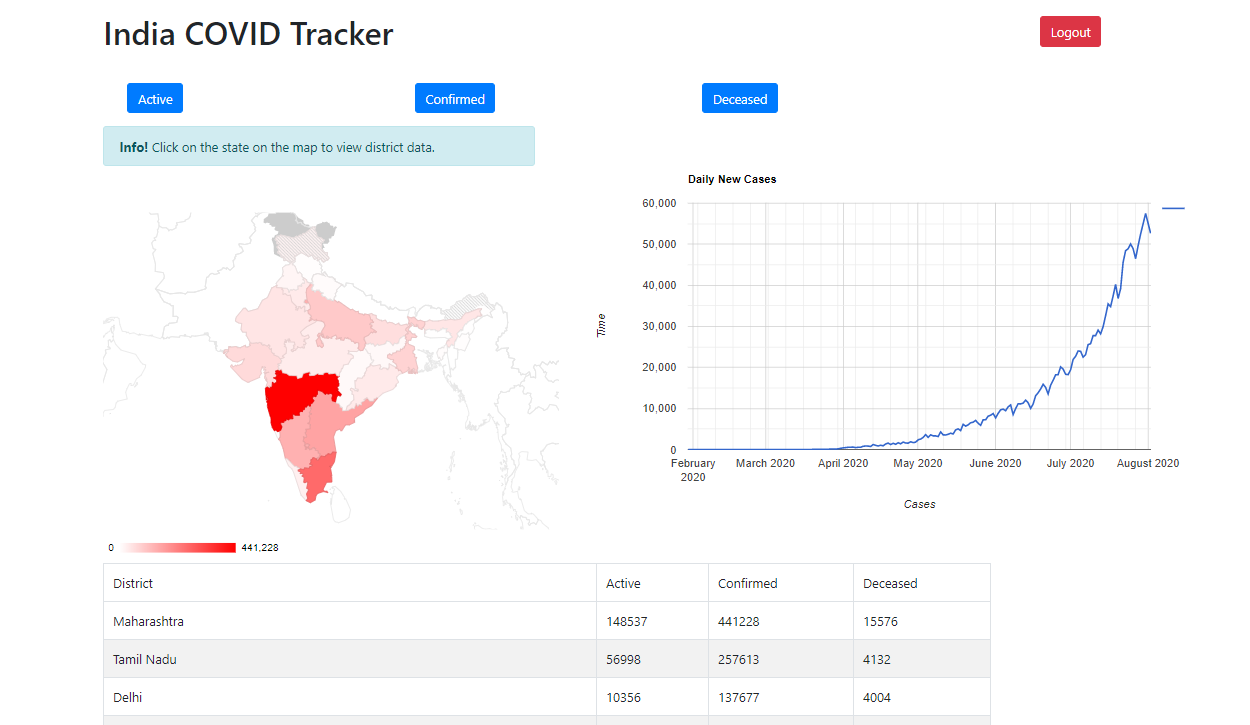 India COVID Tracker
Logout
Active
Confirmed
Deceased
Info! Click on the state on the map to view district data.
Daily New Cases
60,000
50,000
40,000
30,000
20,000
10,000
0
Time
February 2020
March 2020
April 2020
May 2020
June 2020
July 2020
August 2020
Cases
0
441,228
District Active Confirmed Deceased
Maharashtra 148537 441228 15576
Tamil Nadu 56998 257613 4132
Delhi 10356 137677 4004